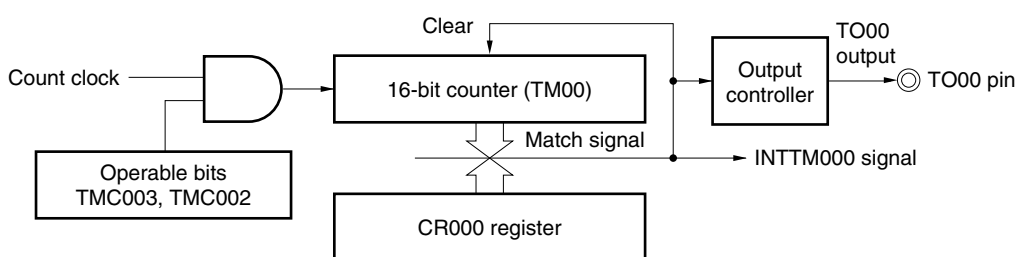 Clear
TO00
output
Count clock
16-bit counter (TM00)
Output
controller
TO00 pin
Match signal
INTTM000 signal
Operable bits
TMC003, TMC002
CR000 register